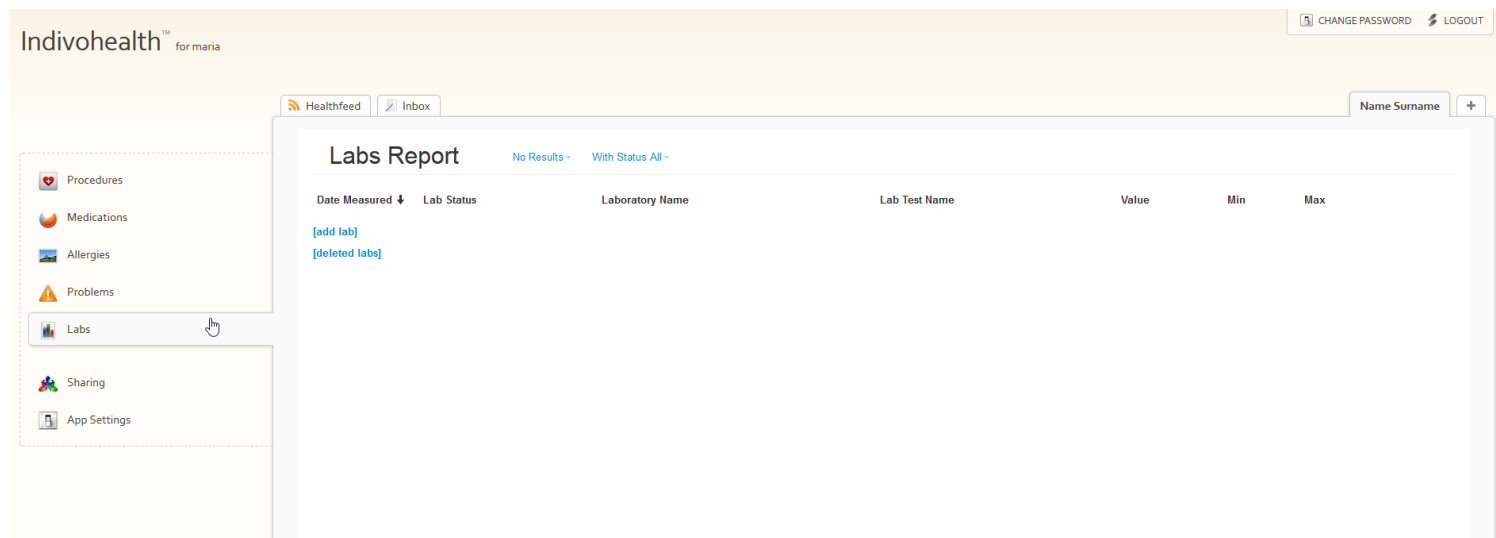 CHANGE PASSWORD LOGOUT
Indivohealth™ for maria
Healthfeed Inbox Name Surname +
Procedures
Medications
Allergies
Problems
Labs
Sharing
App Settings
Labs Report No Results With Status All
Date Measured Lab Status Laboratory Name Lab Test Name Value Min Max
[add lab]
[deleted labs]